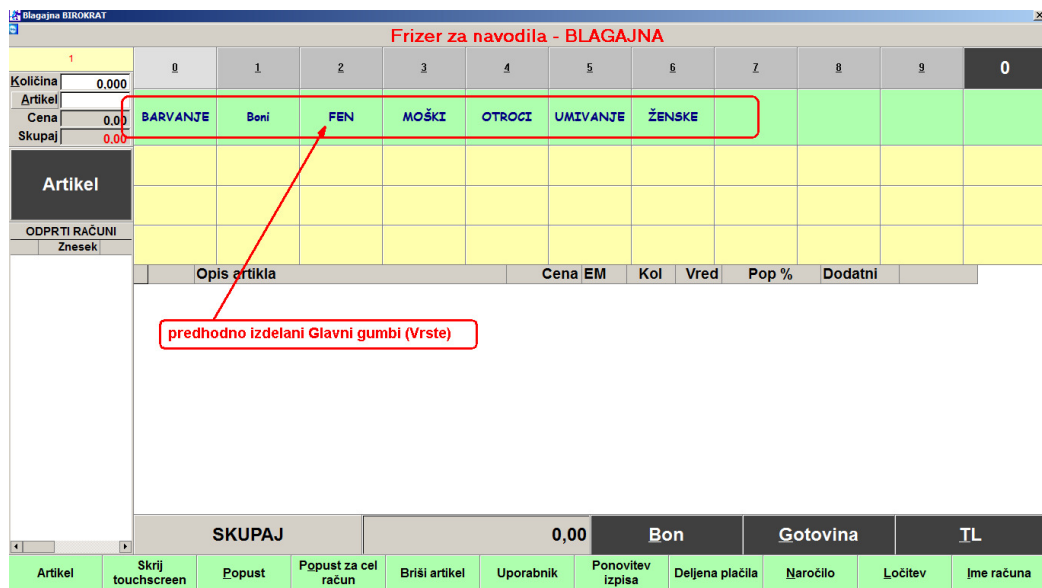 Blagajna BIROKRAT
Frizer za navodila - BLAGAJNA
1
0 1 2 3 4 5 6 7 8 9 0
Količina 0,000
Artikel
Cena 0,00
Skupaj 0,00
BARVANJE Boni FEN MOŠKI OTROCI UMIVANJE ŽENSKE
Artikel
ODPRTI RAČUNI
Znesek
Opis artikla Cena EM Kol Vred Pop % Dodatni
predhodno izdelani Glavni gumbi (Vrste)
SKUPAJ 0,00 Bon Gotovina TL
Artikel
Skrij
touchscreen
Popust
Popust za cel
račun
Briši artikel
Uporabnik
Ponovitev
izpisa
Deljena plačila
Naročilo
Ločitev
Ime računa